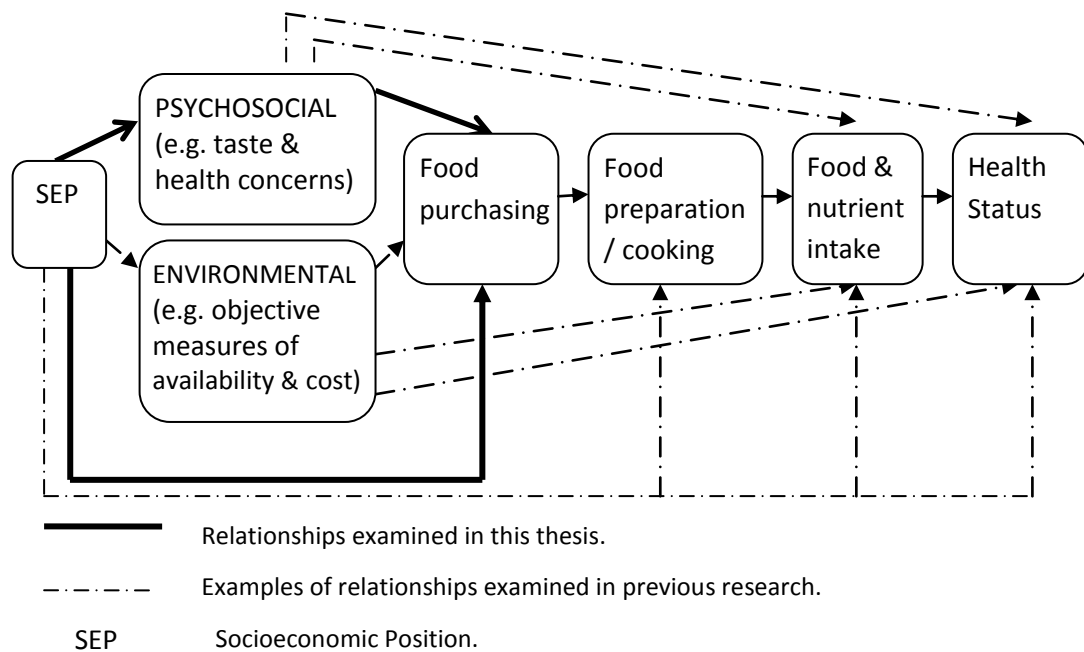 SEP
PSYCHOSOCIAL
(e.g. taste &
health concerns)
ENVIRONMENTAL
(e.g. objective
measures of
availability & cost)
Food
purchasing
Food
preparation
/ cooking
Food &
nutrient
intake
Health
Status
Relationships examined in this thesis.
Examples of relationships examined in previous research.
SEP Socioeconomic Position.